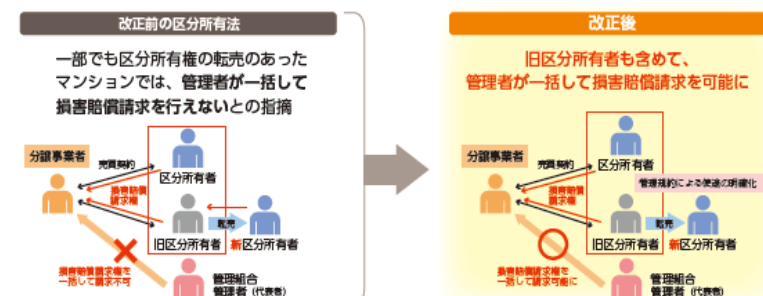 改正前の区分所有法
一部でも区分所有権の転売のあった
マンションでは、管理者が一括して
損害賠償請求を行えないとの指摘
分譲事業者
売買契約
区分所有者
損害賠償
請求権
転売
旧区分所有者
新区分所有者
損害賠償請求権を
一括して請求不可
管理組合
管理者（代表者）
改正後
旧区分所有者も含めて、
管理者が一括して損害賠償請求を可能に
分譲事業者
売買契約
区分所有者
管理規約による使途の明確化
損害賠償
請求権
転売
旧区分所有者
新区分所有者
損害賠償請求権を
一括して請求可能に
管理組合
管理者（代表者）